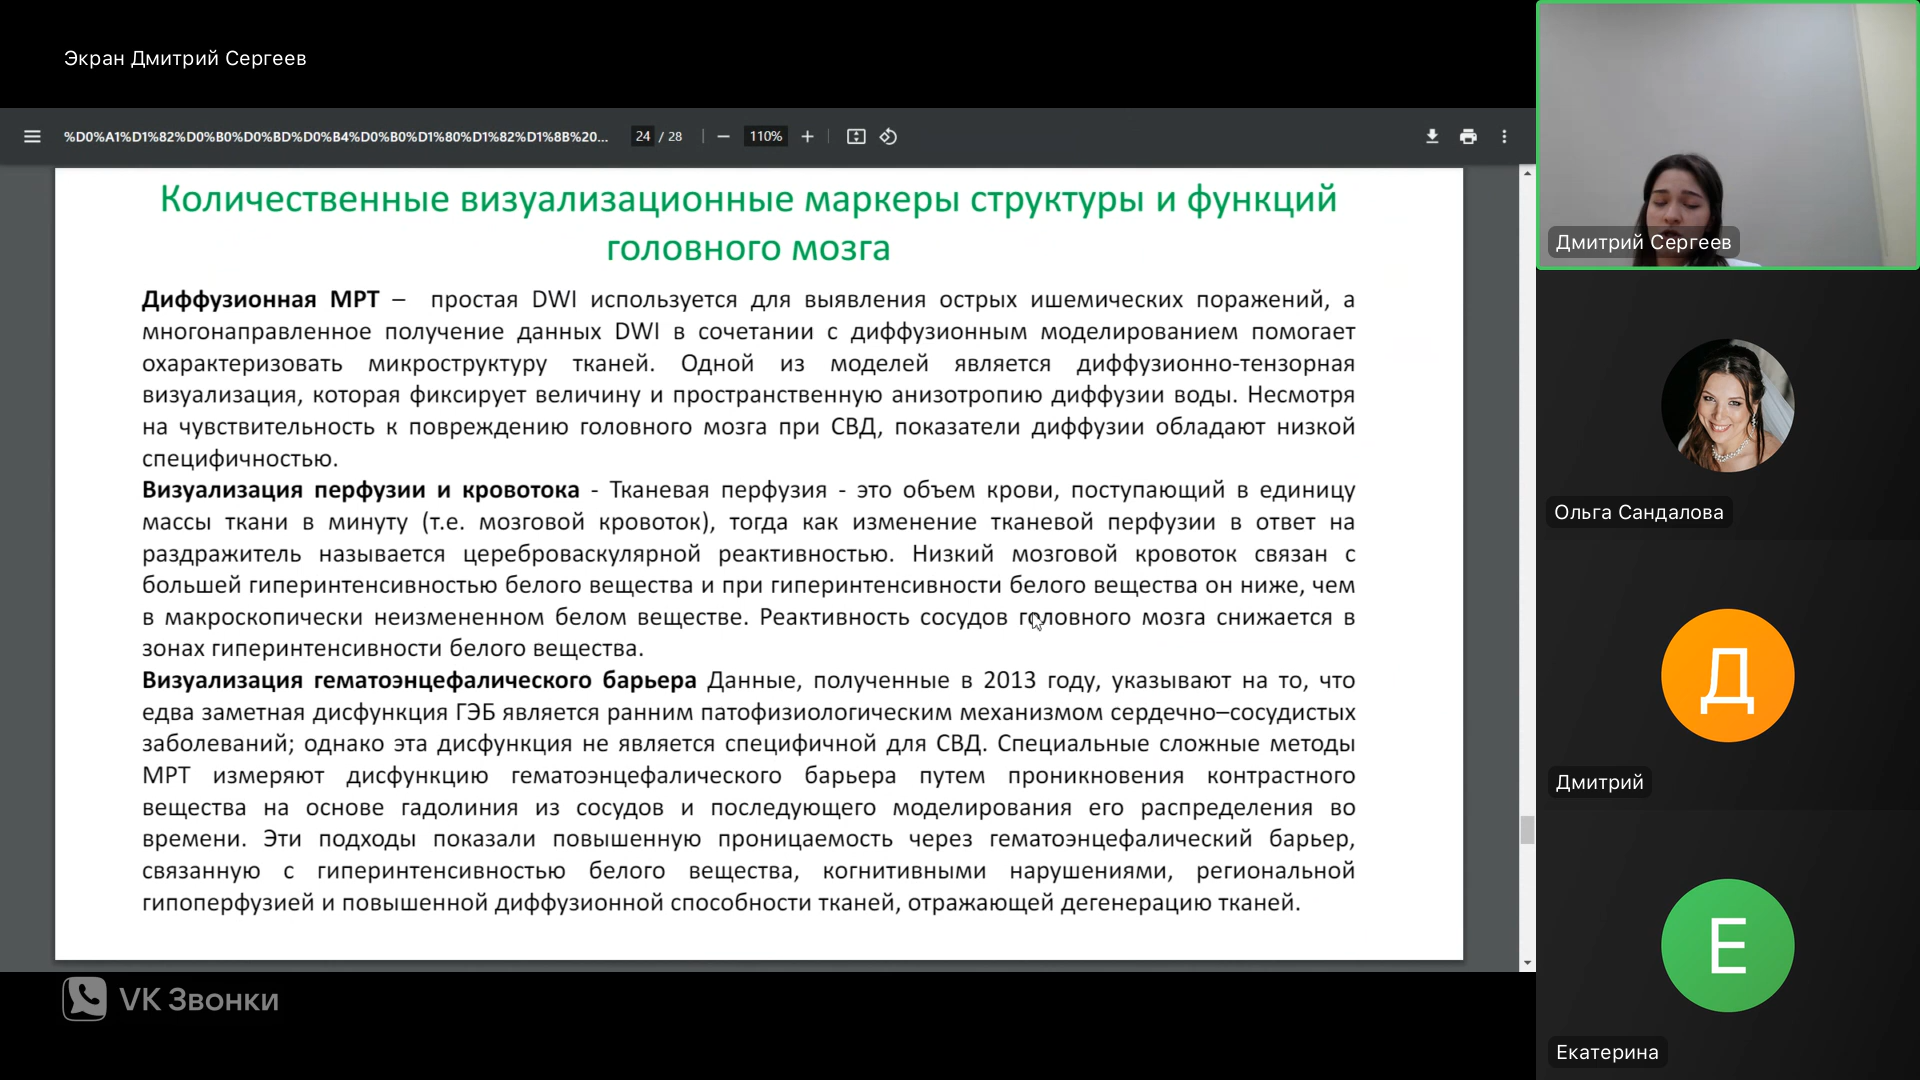 Экран Дмитрий Сергеев
%D0%A1%D1%82%D0%B0%D0%BD%D0%B4%D0%B0%D1%80%D1%82%D1%8B%20...
24 / 28
110%
Количественные визуализационные маркеры структуры и функций
головного мозга
Диффузионная МРТ – простая DWI используется для выявления острых ишемических поражений, а
многонаправленное получение данных DWI в сочетании с диффузионным моделированием помогает
охарактеризовать микроструктуру тканей. Одной из моделей является диффузионно-тензорная
визуализация, которая фиксирует величину и пространственную анизотропию диффузии воды. Несмотря
на чувствительность к повреждению головного мозга при СВД, показатели диффузии обладают низкой
специфичностью.
Визуализация перфузии и кровотока - Тканевая перфузия - это объем крови, поступающий в единицу
массы ткани в минуту (т.е. мозговой кровоток), тогда как изменение тканевой перфузии в ответ на
раздражитель называется цереброваскулярной реактивностью. Низкий мозговой кровоток связан с
большей гиперинтенсивностью белого вещества и при гиперинтенсивности белого вещества он ниже, чем
в макроскопически неизмененном белом веществе. Реактивность сосудов головного мозга снижается в
зонах гиперинтенсивности белого вещества.
Визуализация гематоэнцефалического барьера Данные, полученные в 2013 году, указывают на то, что
едва заметная дисфункция ГЭБ является ранним патофизиологическим механизмом сердечно–сосудистых
заболеваний; однако эта дисфункция не является специфичной для СВД. Специальные сложные методы
МРТ измеряют дисфункцию гематоэнцефалического барьера путем проникновения контрастного
вещества на основе гадолиния из сосудов и последующего моделирования его распределения во
времени. Эти подходы показали повышенную проницаемость через гематоэнцефалический барьер,
связанную с гиперинтенсивностью белого вещества, когнитивными нарушениями, региональной
гипоперфузией и повышенной диффузионной способности тканей, отражающей дегенерацию тканей.
VK Звонки
Дмитрий Сергеев
Ольга Сандалова
Д
Дмитрий
Е
Екатерина